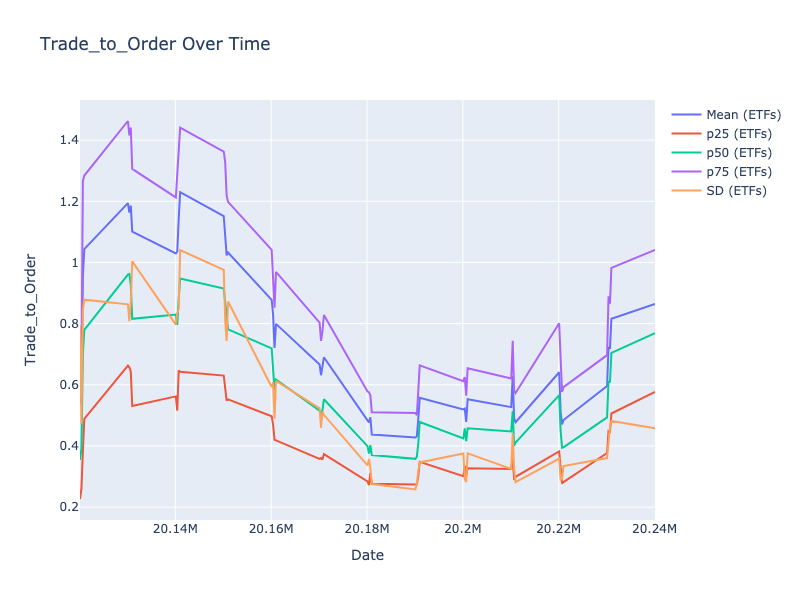 Trade_to_Order Over Time
Mean (ETFs)
p25 (ETFs)
p50 (ETFs)
p75 (ETFs)
SD (ETFs)
1.4
1.2
1
0.8
0.6
0.4
0.2
Trade_to_Order
20.14M
20.16M
20.18M
20.2M
20.22M
20.24M
Date